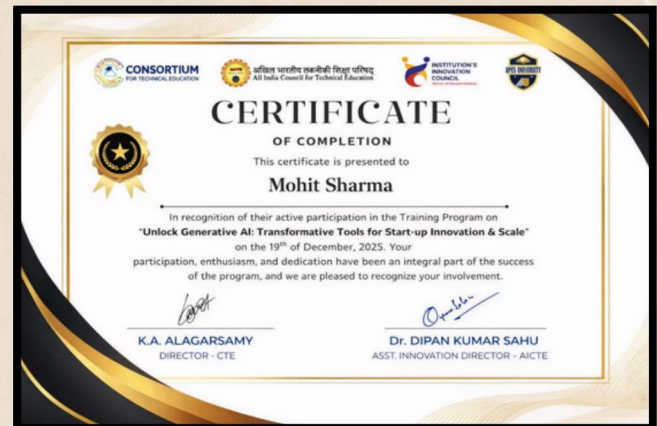 CONSORTIUM
FOR TECHNICAL EDUCATION
अखिल भारतीय तकनीकी शिक्षा परिषद्
All India Council for Technical Education
INSTITUTION'S
INNOVATION
COUNCIL
UPES UNIVERSITY
CERTIFICATE
OF COMPLETION
This certificate is presented to
Mohit Sharma
In recognition of their active participation in the Training Program on
"Unlock Generative AI: Transformative Tools for Start-up Innovation & Scale"
on the 19th of December, 2025. Your
participation, enthusiasm, and dedication have been an integral part of the success
of the program, and we are pleased to recognize your involvement.
K.A. ALAGARSAMY
DIRECTOR - CTE
Dr. DIPAN KUMAR SAHU
ASST. INNOVATION DIRECTOR - AICTE